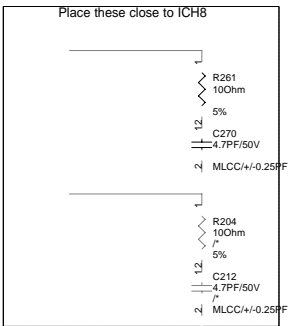 Place these close to ICH8
1
R261
10Ohm
5%
2
1
C270
4.7PF/50V
2
MLCC/+/-0.25PF
1
R204
10Ohm
/*
5%
2
1
C212
4.7PF/50V
/*
2
MLCC/+/-0.25PF